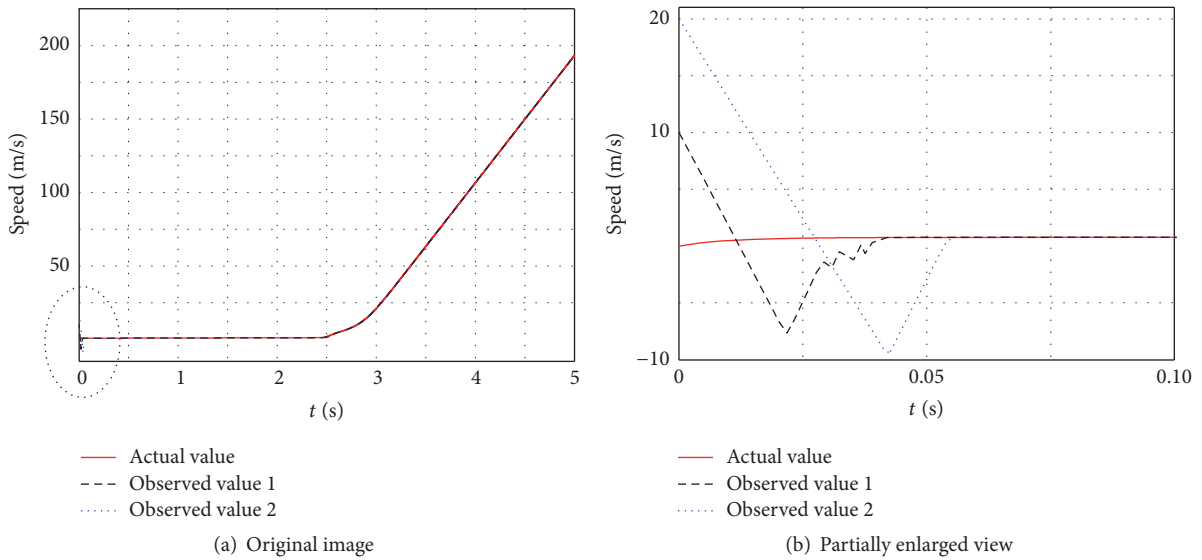 200
150
100
50
Speed (m/s)
0
1
2
3
4
5
t (s)
Actual value
Observed value 1
Observed value 2
(a) Original image
20
10
−10
Speed (m/s)
0
0.05
0.10
t (s)
Actual value
Observed value 1
Observed value 2
(b) Partially enlarged view